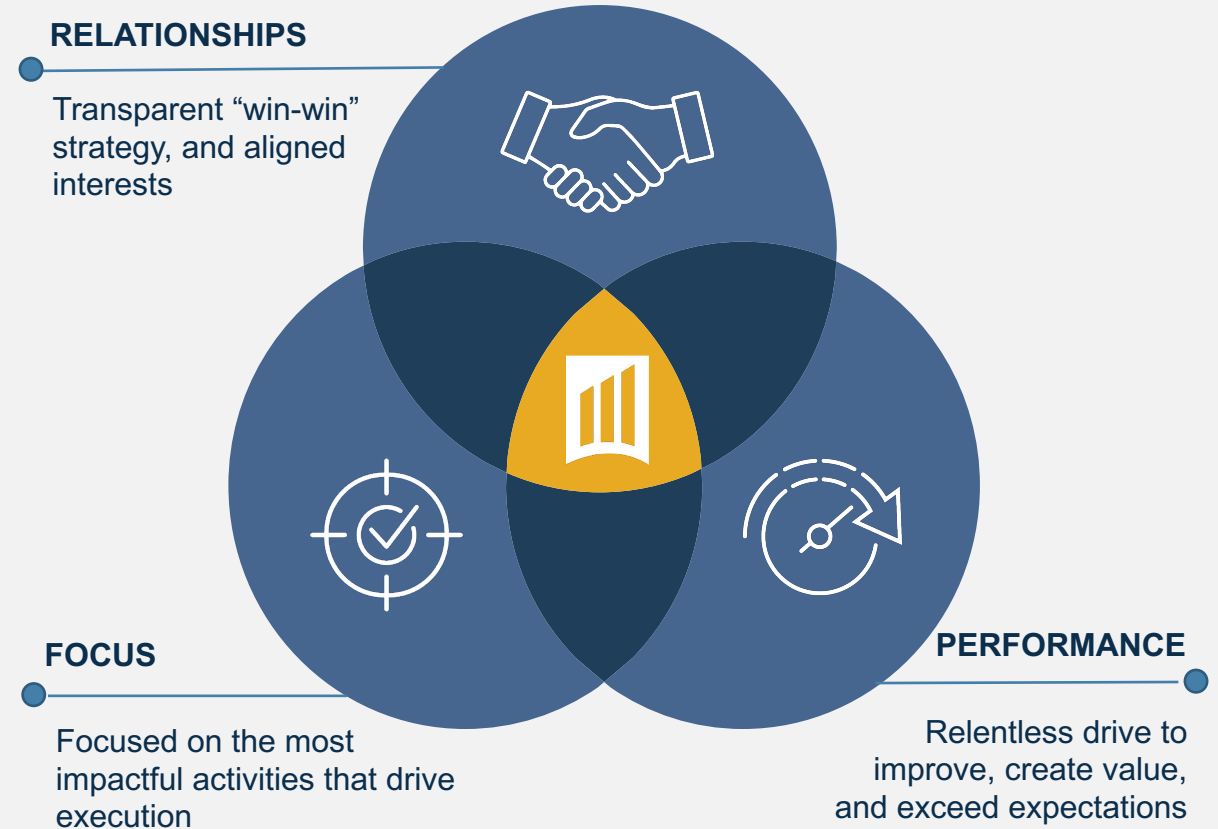 RELATIONSHIPS
Transparent “win-win”
strategy, and aligned
interests
FOCUS
Focused on the most
impactful activities that drive
execution
PERFORMANCE
Relentless drive to
improve, create value,
and exceed expectations